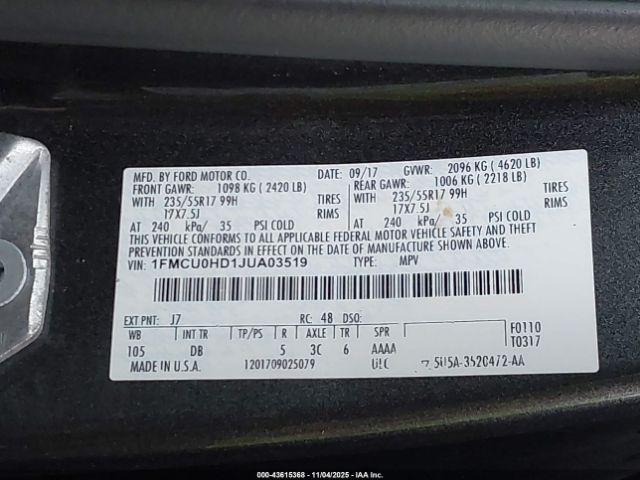 MFD. BY FORD MOTOR CO. DATE: 09/17 GVWR: 2096 KG ( 4620 LB)
FRONT GAWR: 1098 KG ( 2420 LB) REAR GAWR: 1006 KG ( 2218 LB)
WITH 235/55R17 99H TIRES WITH 235/55R17 99H TIRES
17X7.5J RIMS 17X7.5J RIMS
AT 240 kPa/ 35 PSI COLD AT 240 kPa/ 35 PSI COLD
THIS VEHICLE CONFORMS TO ALL APPLICABLE FEDERAL MOTOR VEHICLE SAFETY AND THEFT
PREVENTION STANDARDS IN EFFECT ON THE DATE OF MANUFACTURE SHOWN ABOVE.
VIN: 1FMCU0HD1JUA03519 TYPE: MPV
EXT PNT: J7 RC: 48 DSO: F0110
WB INT TR TP/PS R AXLE TR SPR T0317
105 DB 5 3C 6 AAAA
MADE IN U.S.A. 1201709025079 5U5A-3520472-AA
000-43615368 - 11/04/2025 - IAA Inc.